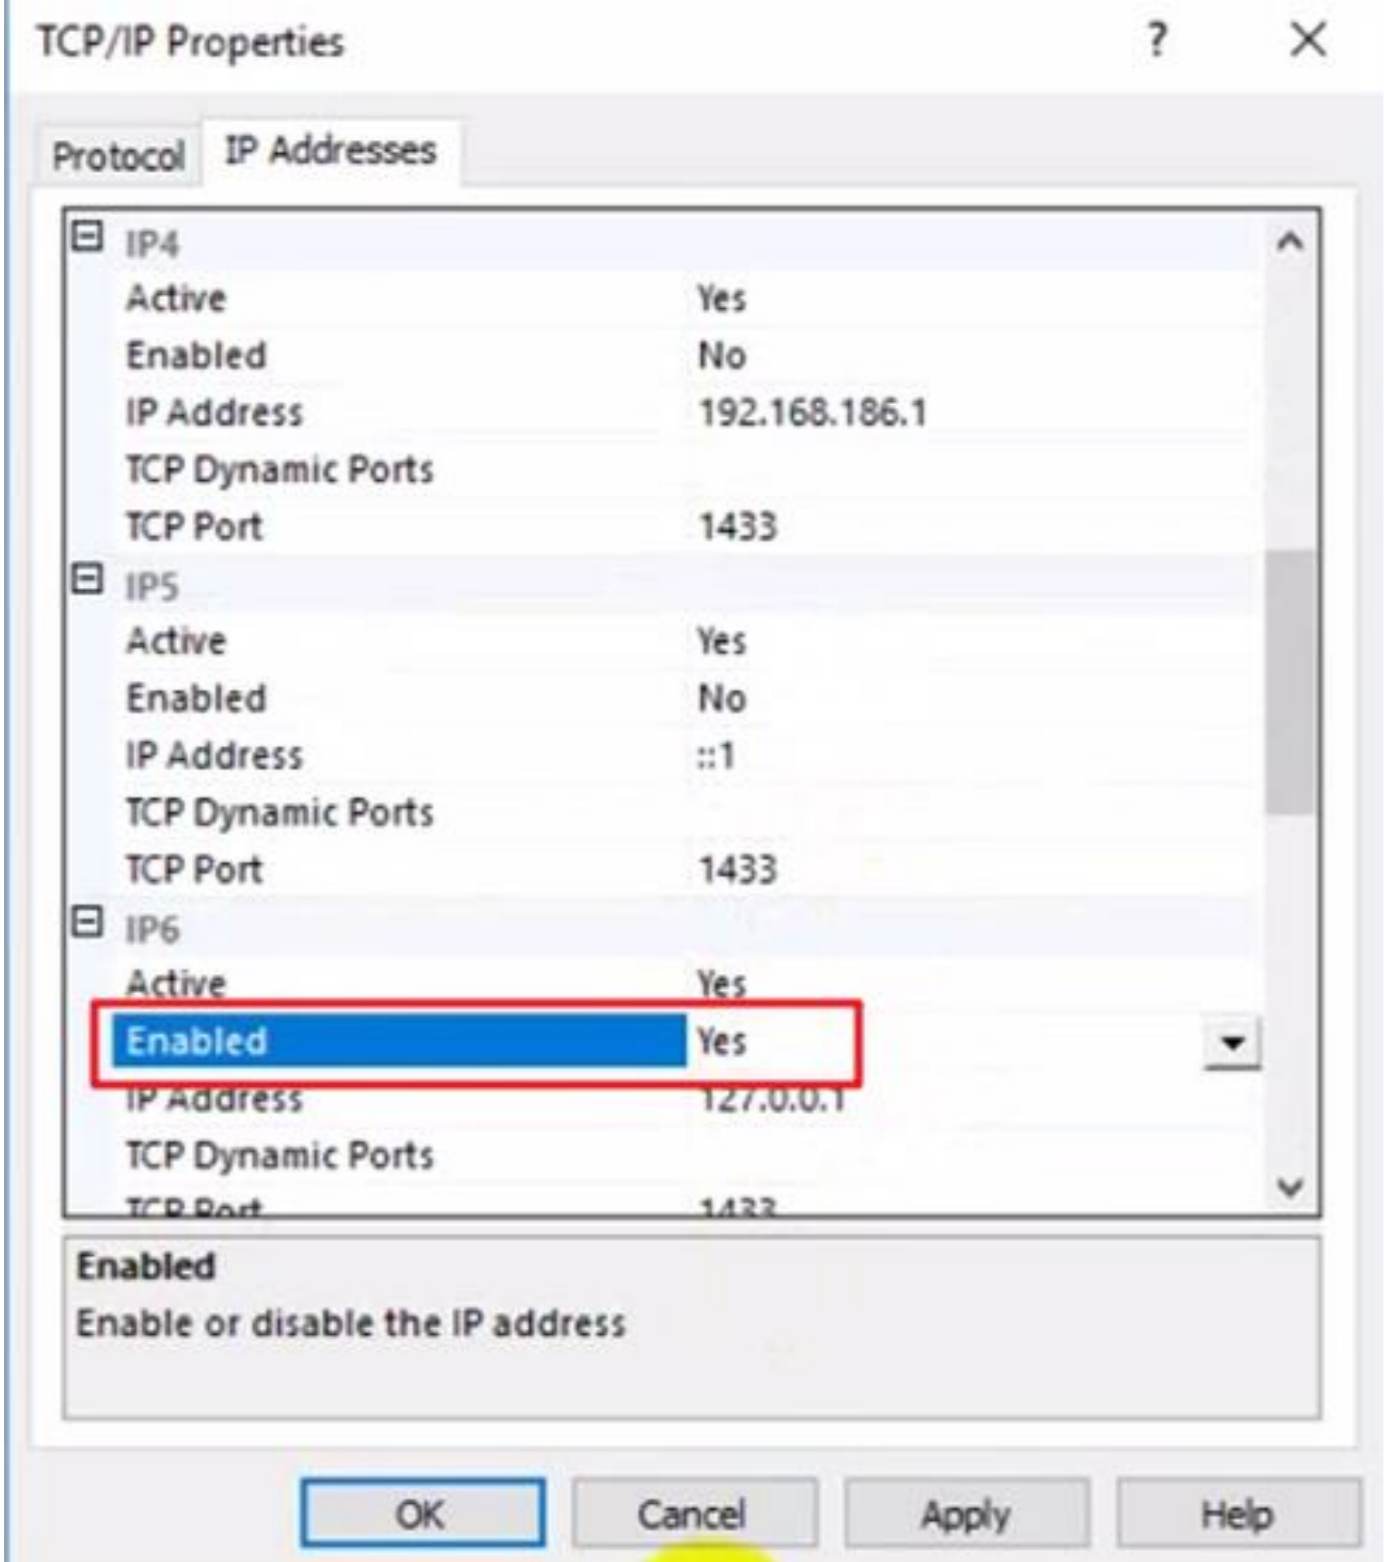 TCP/IP Properties ? ×
Protocol IP Addresses
IP4
Active Yes
Enabled No
IP Address 192.168.186.1
TCP Dynamic Ports
TCP Port 1433
IP5
Active Yes
Enabled No
IP Address ::1
TCP Dynamic Ports
TCP Port 1433
IP6
Active Yes
Enabled Yes
IP Address 127.0.0.1
TCP Dynamic Ports
TCP Port 1433
Enabled
Enable or disable the IP address
OK Cancel Apply Help